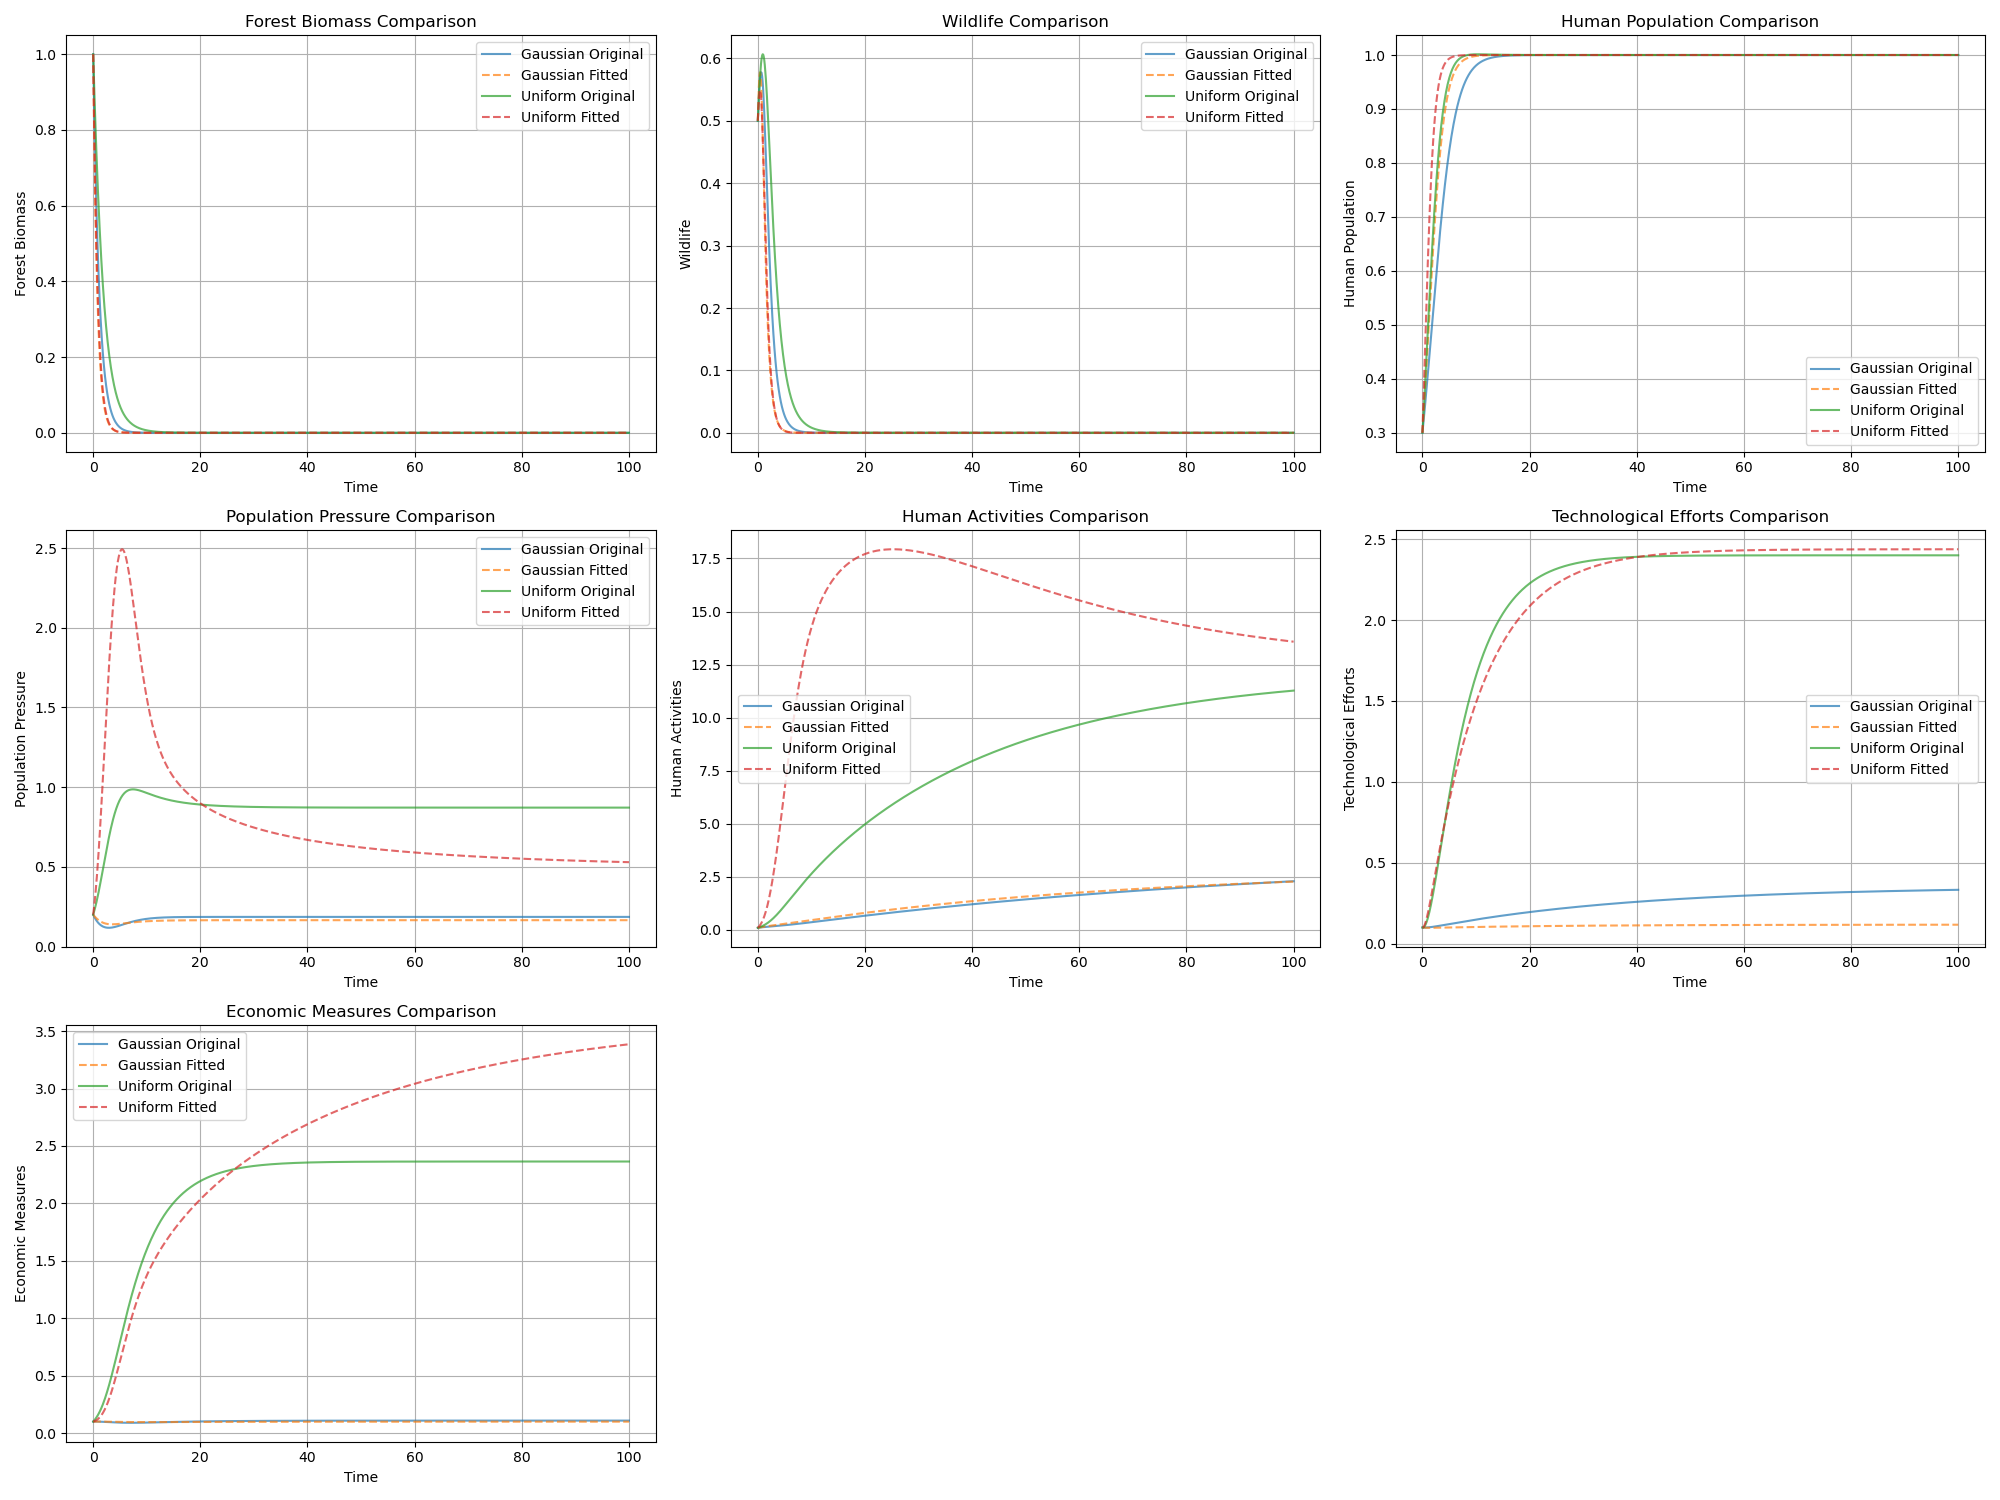 Forest Biomass Comparison
Forest Biomass
1.0
0.8
0.6
0.4
0.2
0.0
Gaussian Original
Gaussian Fitted
Uniform Original
Uniform Fitted
0 20 40 60 80 100
Time
Wildlife Comparison
Wildlife
0.6
0.5
0.4
0.3
0.2
0.1
0.0
Gaussian Original
Gaussian Fitted
Uniform Original
Uniform Fitted
0 20 40 60 80 100
Time
Human Population Comparison
Human Population
1.0
0.9
0.8
0.7
0.6
0.5
0.4
0.3
Gaussian Original
Gaussian Fitted
Uniform Original
Uniform Fitted
0 20 40 60 80 100
Time
Population Pressure Comparison
Population Pressure
2.5
2.0
1.5
1.0
0.5
0.0
Gaussian Original
Gaussian Fitted
Uniform Original
Uniform Fitted
0 20 40 60 80 100
Time
Human Activities Comparison
Human Activities
17.5
15.0
12.5
10.0
7.5
5.0
2.5
0.0
Gaussian Original
Gaussian Fitted
Uniform Original
Uniform Fitted
0 20 40 60 80 100
Time
Technological Efforts Comparison
Technological Efforts
2.5
2.0
1.5
1.0
0.5
0.0
Gaussian Original
Gaussian Fitted
Uniform Original
Uniform Fitted
0 20 40 60 80 100
Time
Economic Measures Comparison
Economic Measures
3.5
3.0
2.5
2.0
1.5
1.0
0.5
0.0
Gaussian Original
Gaussian Fitted
Uniform Original
Uniform Fitted
0 20 40 60 80 100
Time